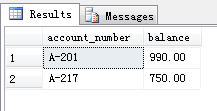 Results Messages
account_number balance
1 A-201 990.00
2 A-217 750.00